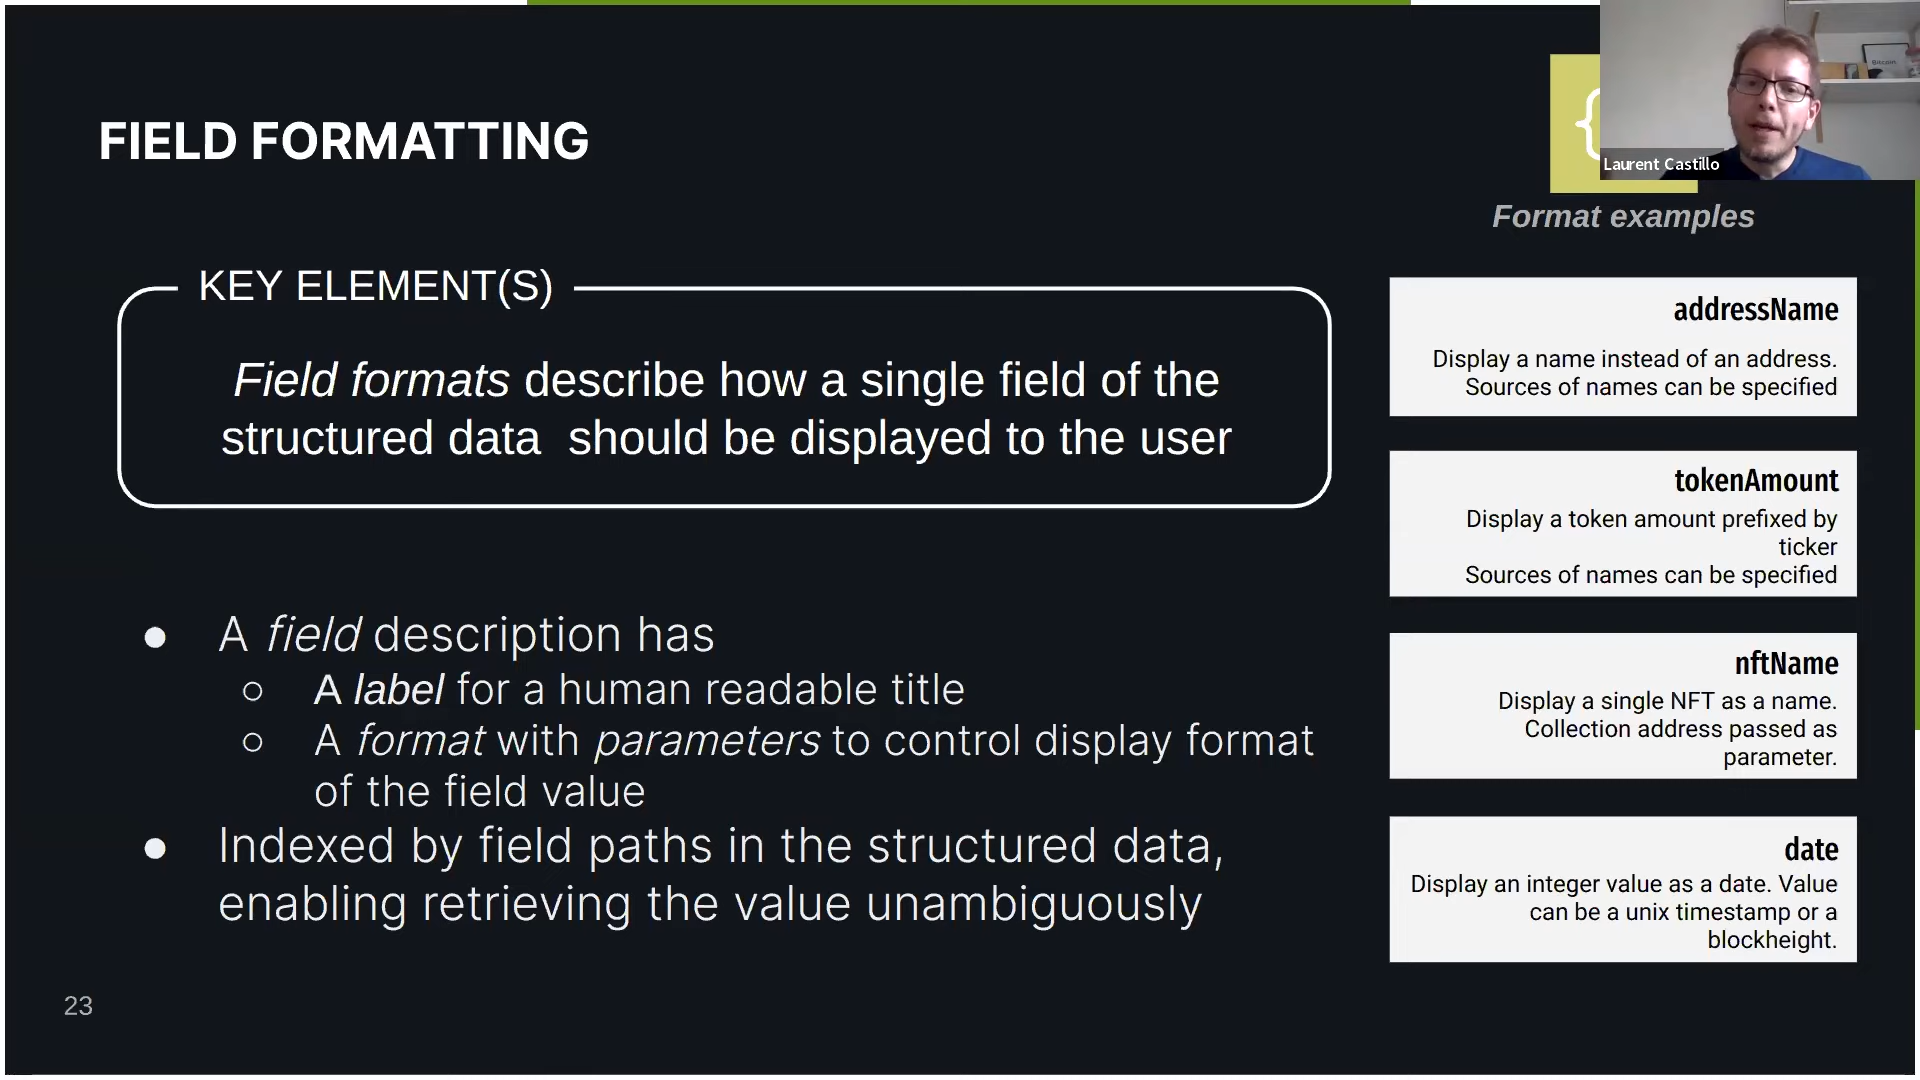 FIELD FORMATTING
{
Bitcoin
Laurent Castillo
Format examples
KEY ELEMENT(S)
Field formats describe how a single field of the
structured data  should be displayed to the user
● A field description has
○ A label for a human readable title
○ A format with parameters to control display format
of the field value
● Indexed by field paths in the structured data,
enabling retrieving the value unambiguously
addressName
Display a name instead of an address.
Sources of names can be specified
tokenAmount
Display a token amount prefixed by
ticker
Sources of names can be specified
nftName
Display a single NFT as a name.
Collection address passed as
parameter.
date
Display an integer value as a date. Value
can be a unix timestamp or a
blockheight.
23